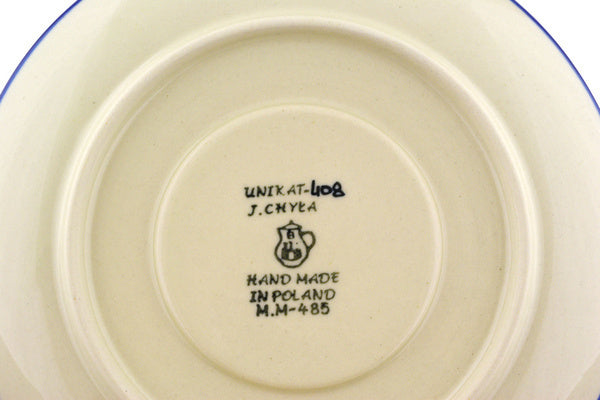 UNIKAT-408
J.CHYŁA
HAND MADE
IN POLAND
M.M-485